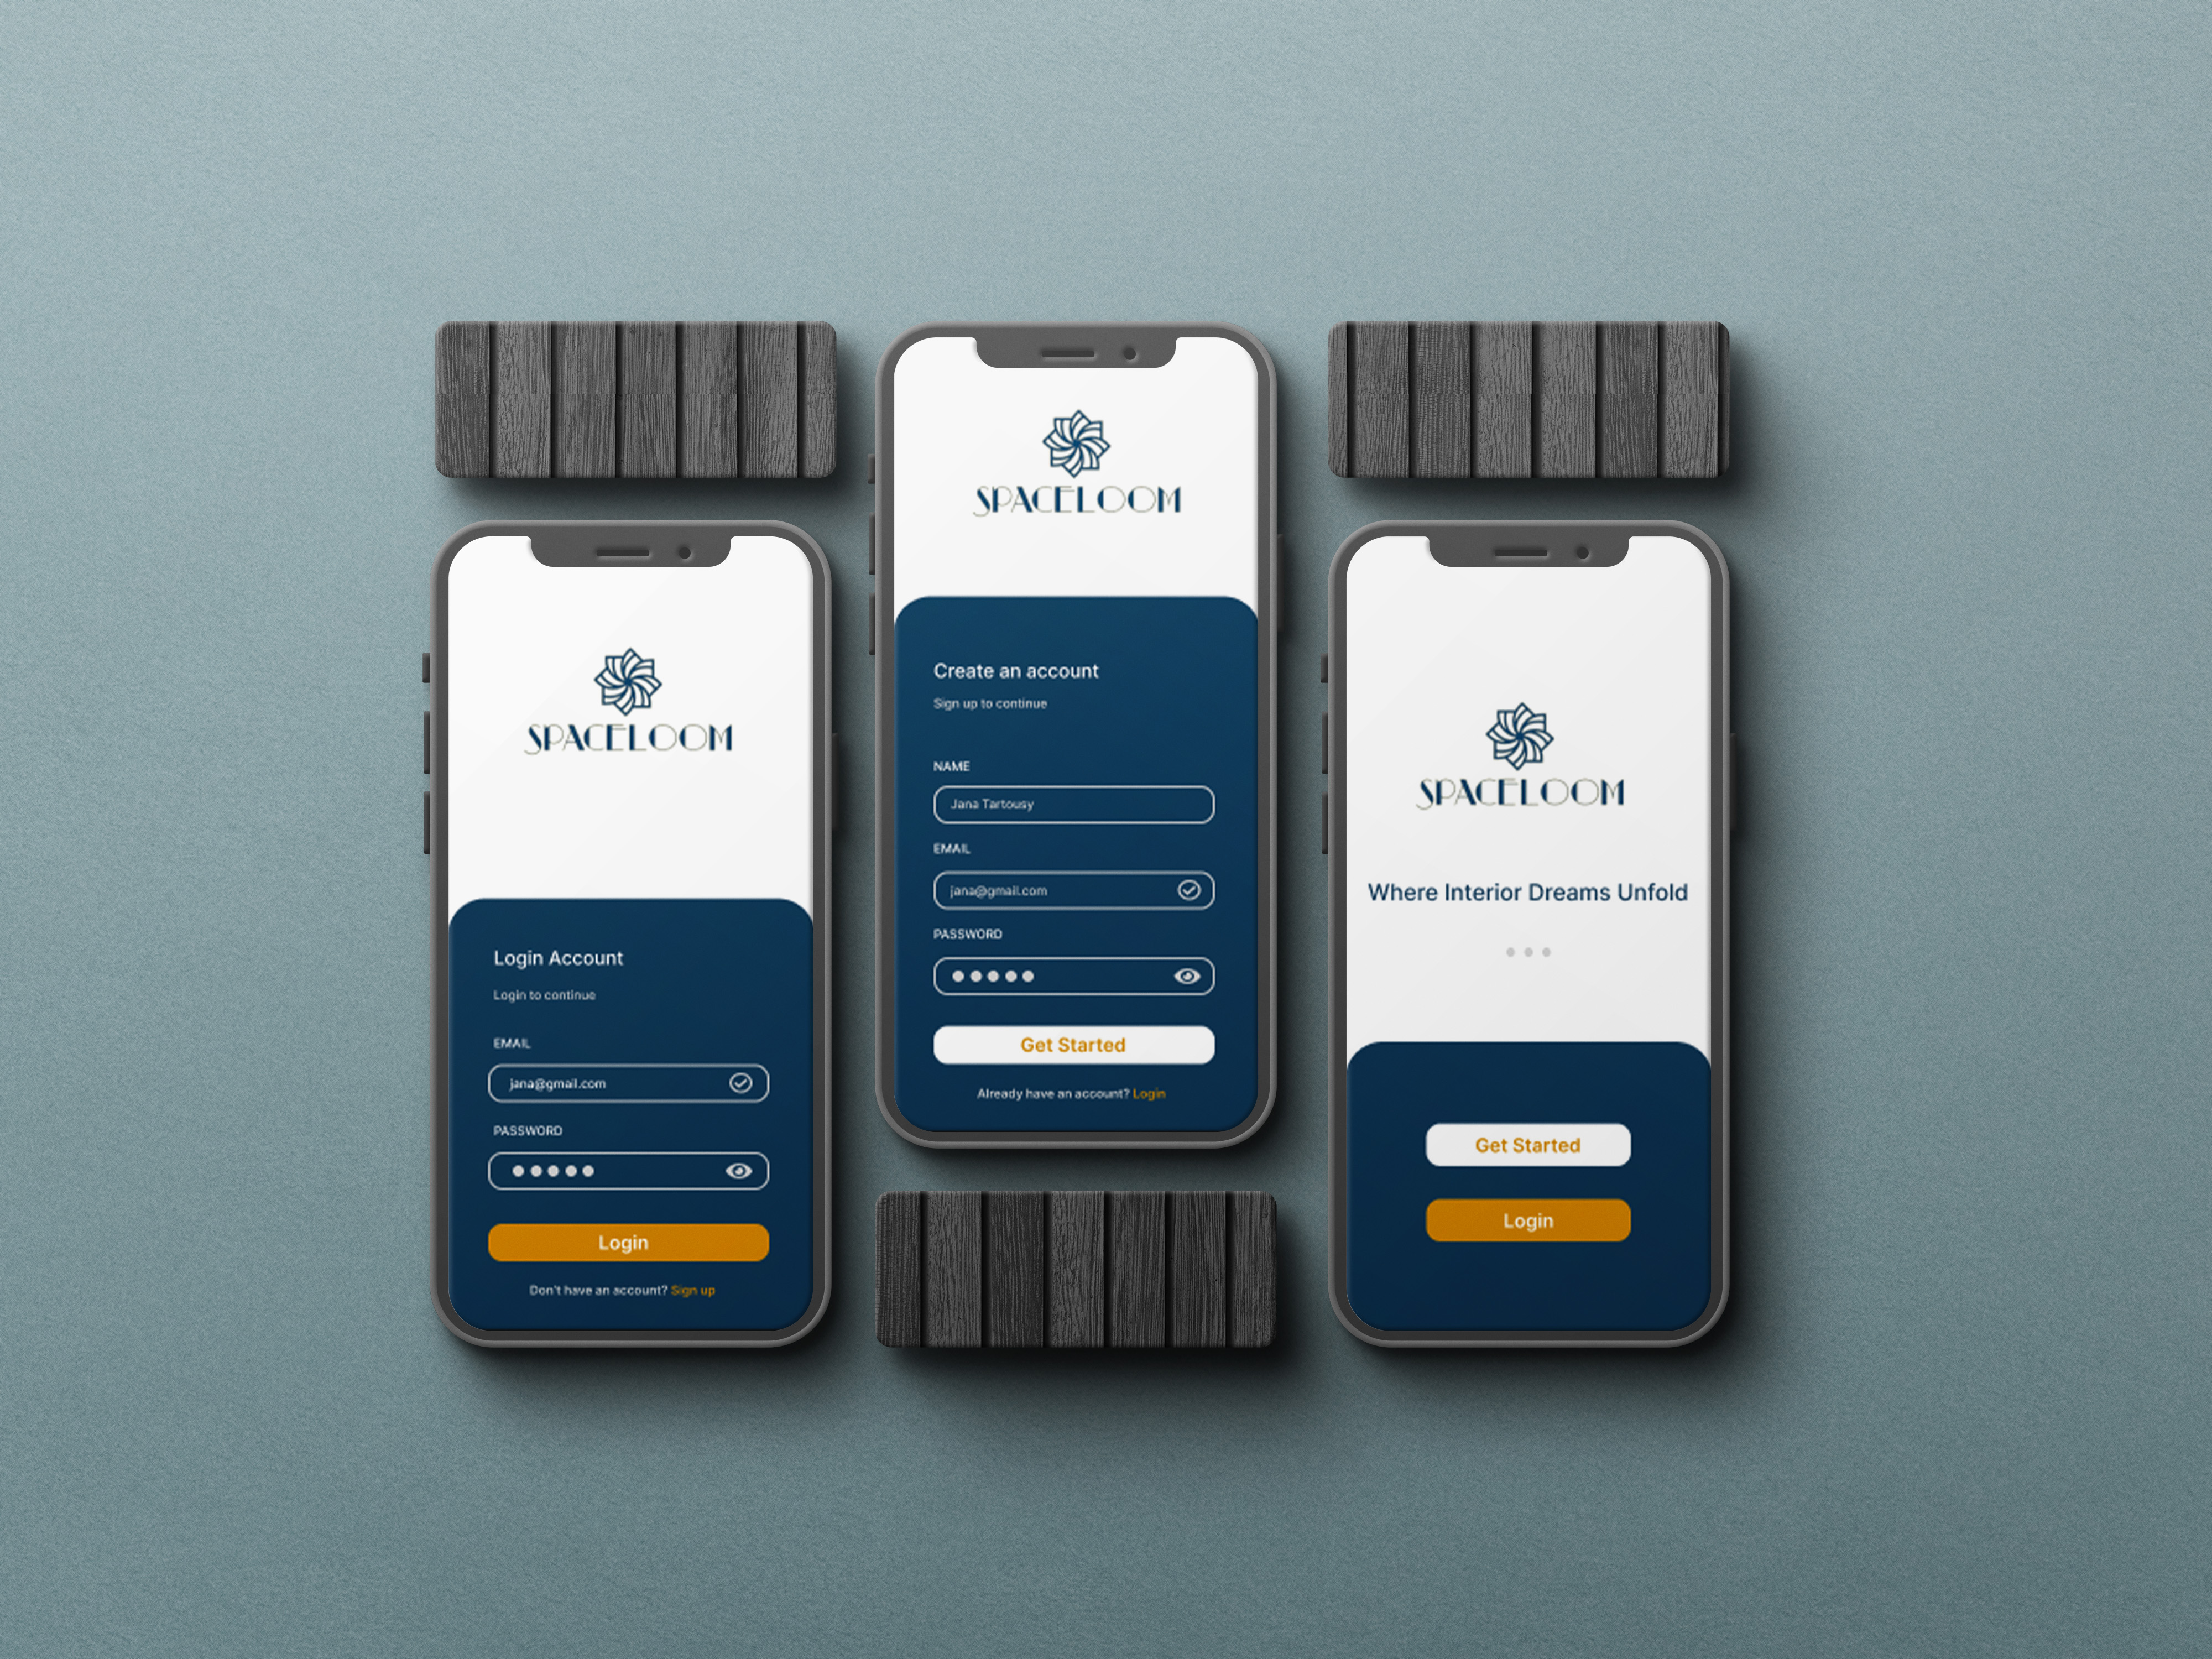 SPACELOOM
Login Account
Login to continue
EMAIL
jana@gmail.com
PASSWORD
Login
Don't have an account? Sign up
SPACELOOM
Create an account
Sign up to continue
NAME
Jana Tartousy
EMAIL
jana@gmail.com
PASSWORD
Get Started
Already have an account? Login
SPACELOOM
Where Interior Dreams Unfold
Get Started
Login